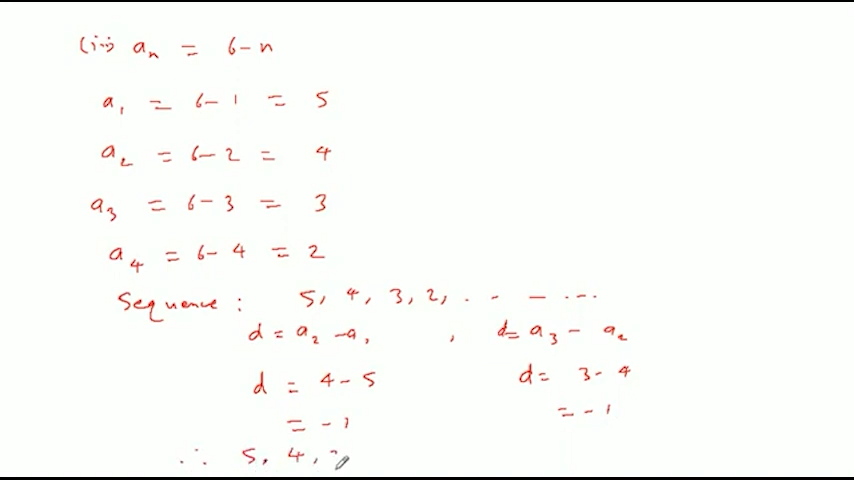 (iii) aₙ = 6-n
a₁ = 6-1 = 5
a₂ = 6-2 = 4
a₃ = 6-3 = 3
a₄ = 6-4 = 2
Sequence : 5, 4, 3, 2, . - — ...
d = a₂ - a₁ , d = a₃ - a₂
d = 4-5 d = 3-4
= -1 = -1
∴ 5, 4,